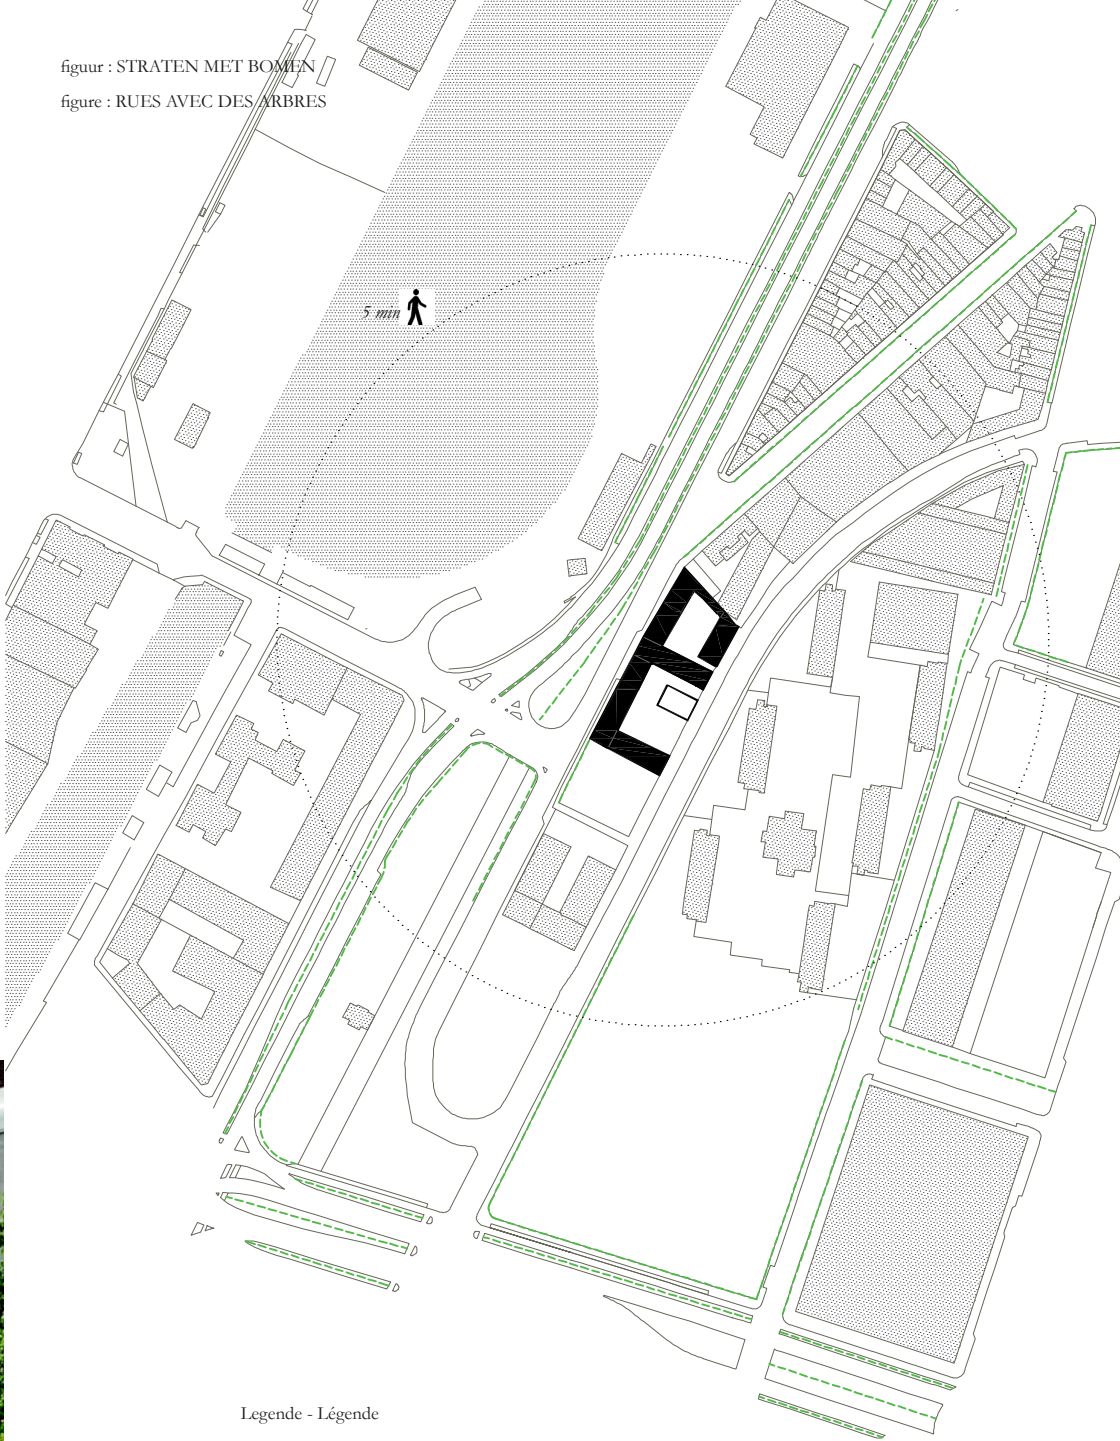 figuur : STRATEN MET BOMEN
figure : RUES AVEC DES ARBRES
5 min
Legende - Légende